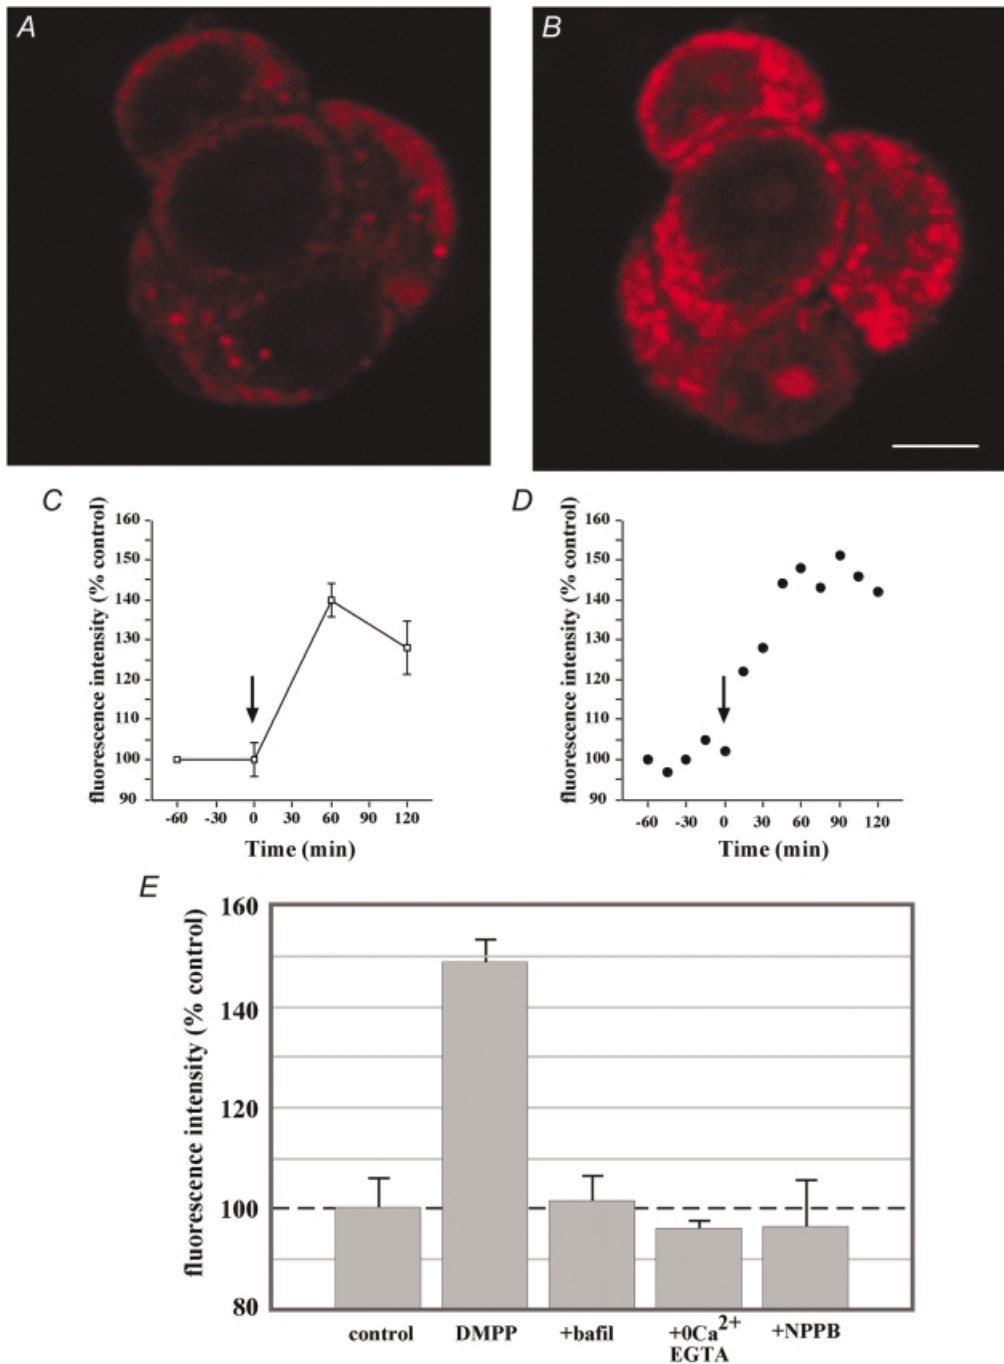 A
B
C
fluorescence intensity (% control)
160
150
140
130
120
110
100
90
-60 -30 0 30 60 90 120
Time (min)
D
fluorescence intensity (% control)
160
150
140
130
120
110
100
90
-60 -30 0 30 60 90 120
Time (min)
E
fluorescence intensity (% control)
160
140
120
100
80
control DMPP +bafil +0Ca2+ +NPPB
EGTA